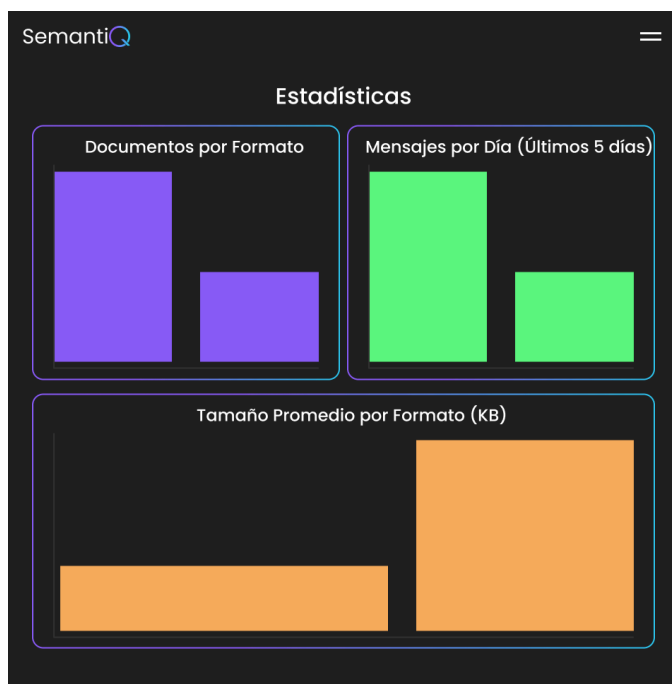 SemantiQ
Estadísticas
Documentos por Formato
Mensajes por Día (Últimos 5 días)
Tamaño Promedio por Formato (KB)